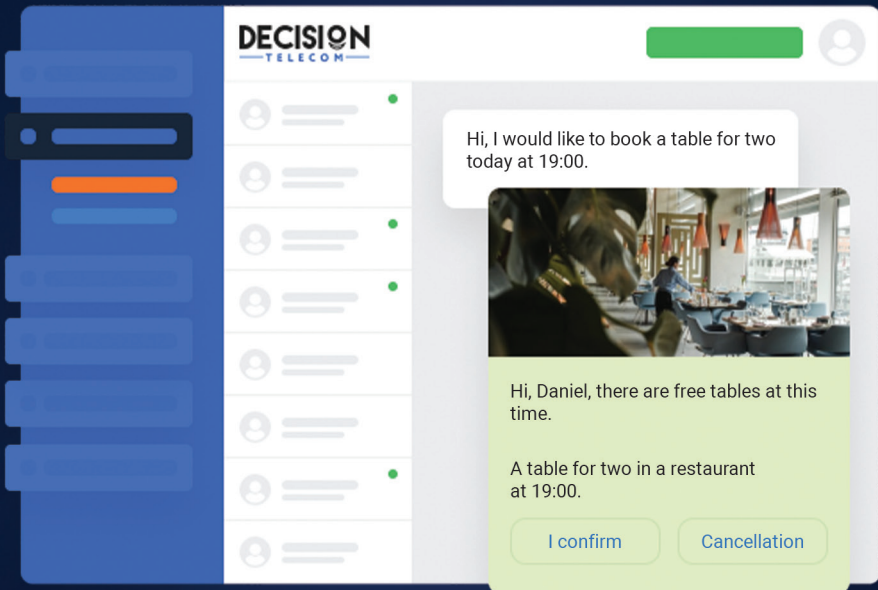 DECISION
TELECOM
Hi, I would like to book a table for two
today at 19:00.
Hi, Daniel, there are free tables at this
time.
A table for two in a restaurant
at 19:00.
I confirm
Cancellation